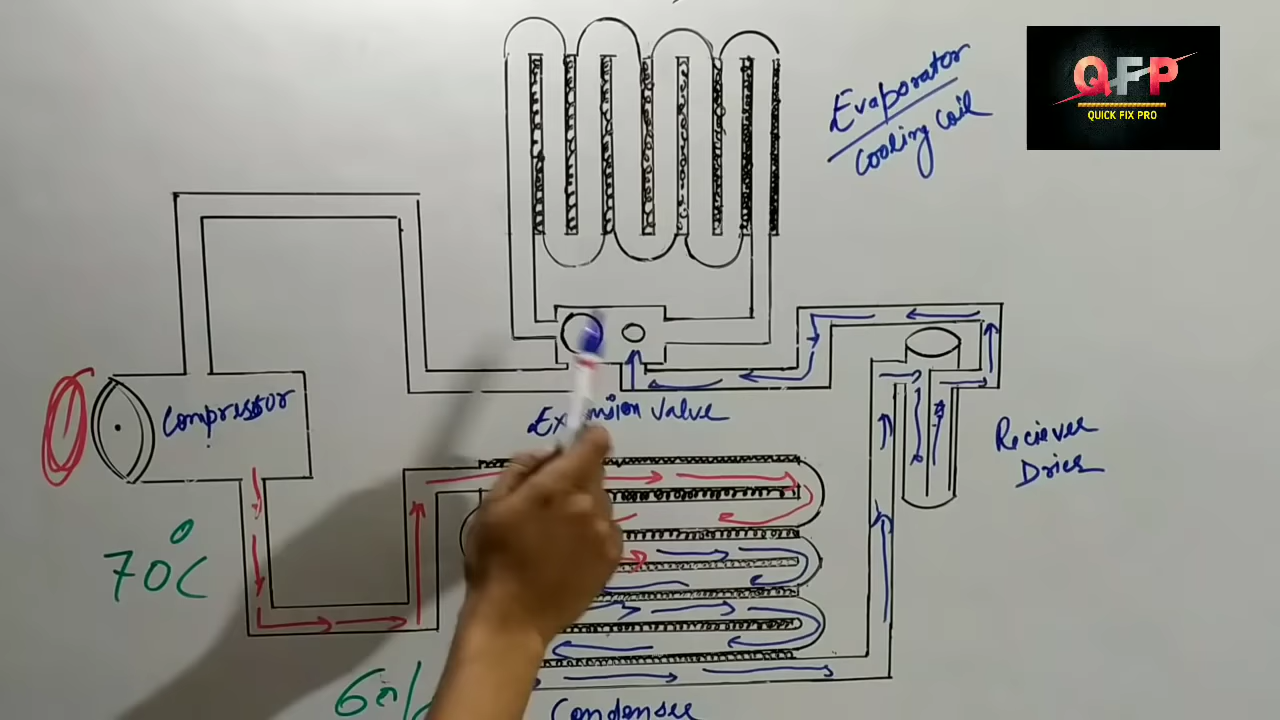 Evaporator
Cooling Coil
QFP
QUICK FIX PRO
Compressor
Expansion Valve
Reciever
Drier
70°C
Condenser